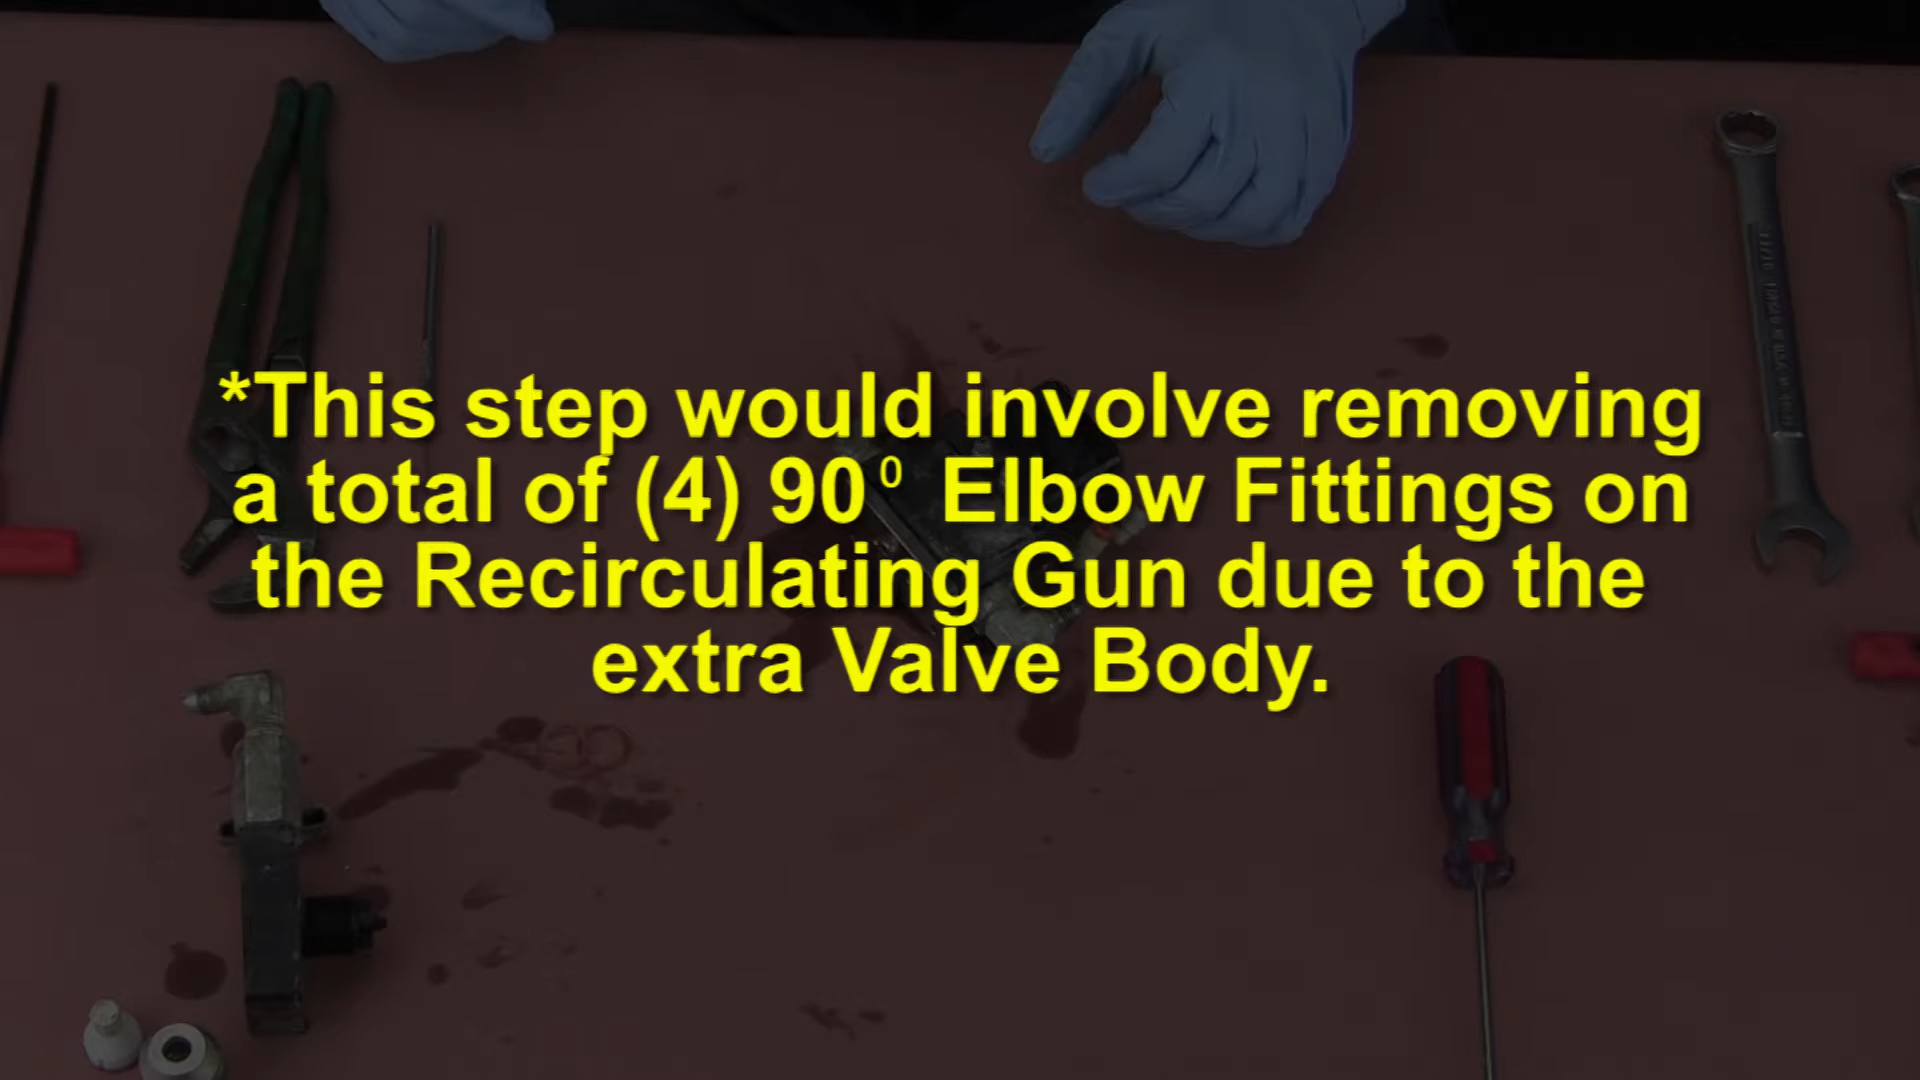 *This step would involve removing
a total of (4) 90⁰ Elbow Fittings on
the Recirculating Gun due to the
extra Valve Body.